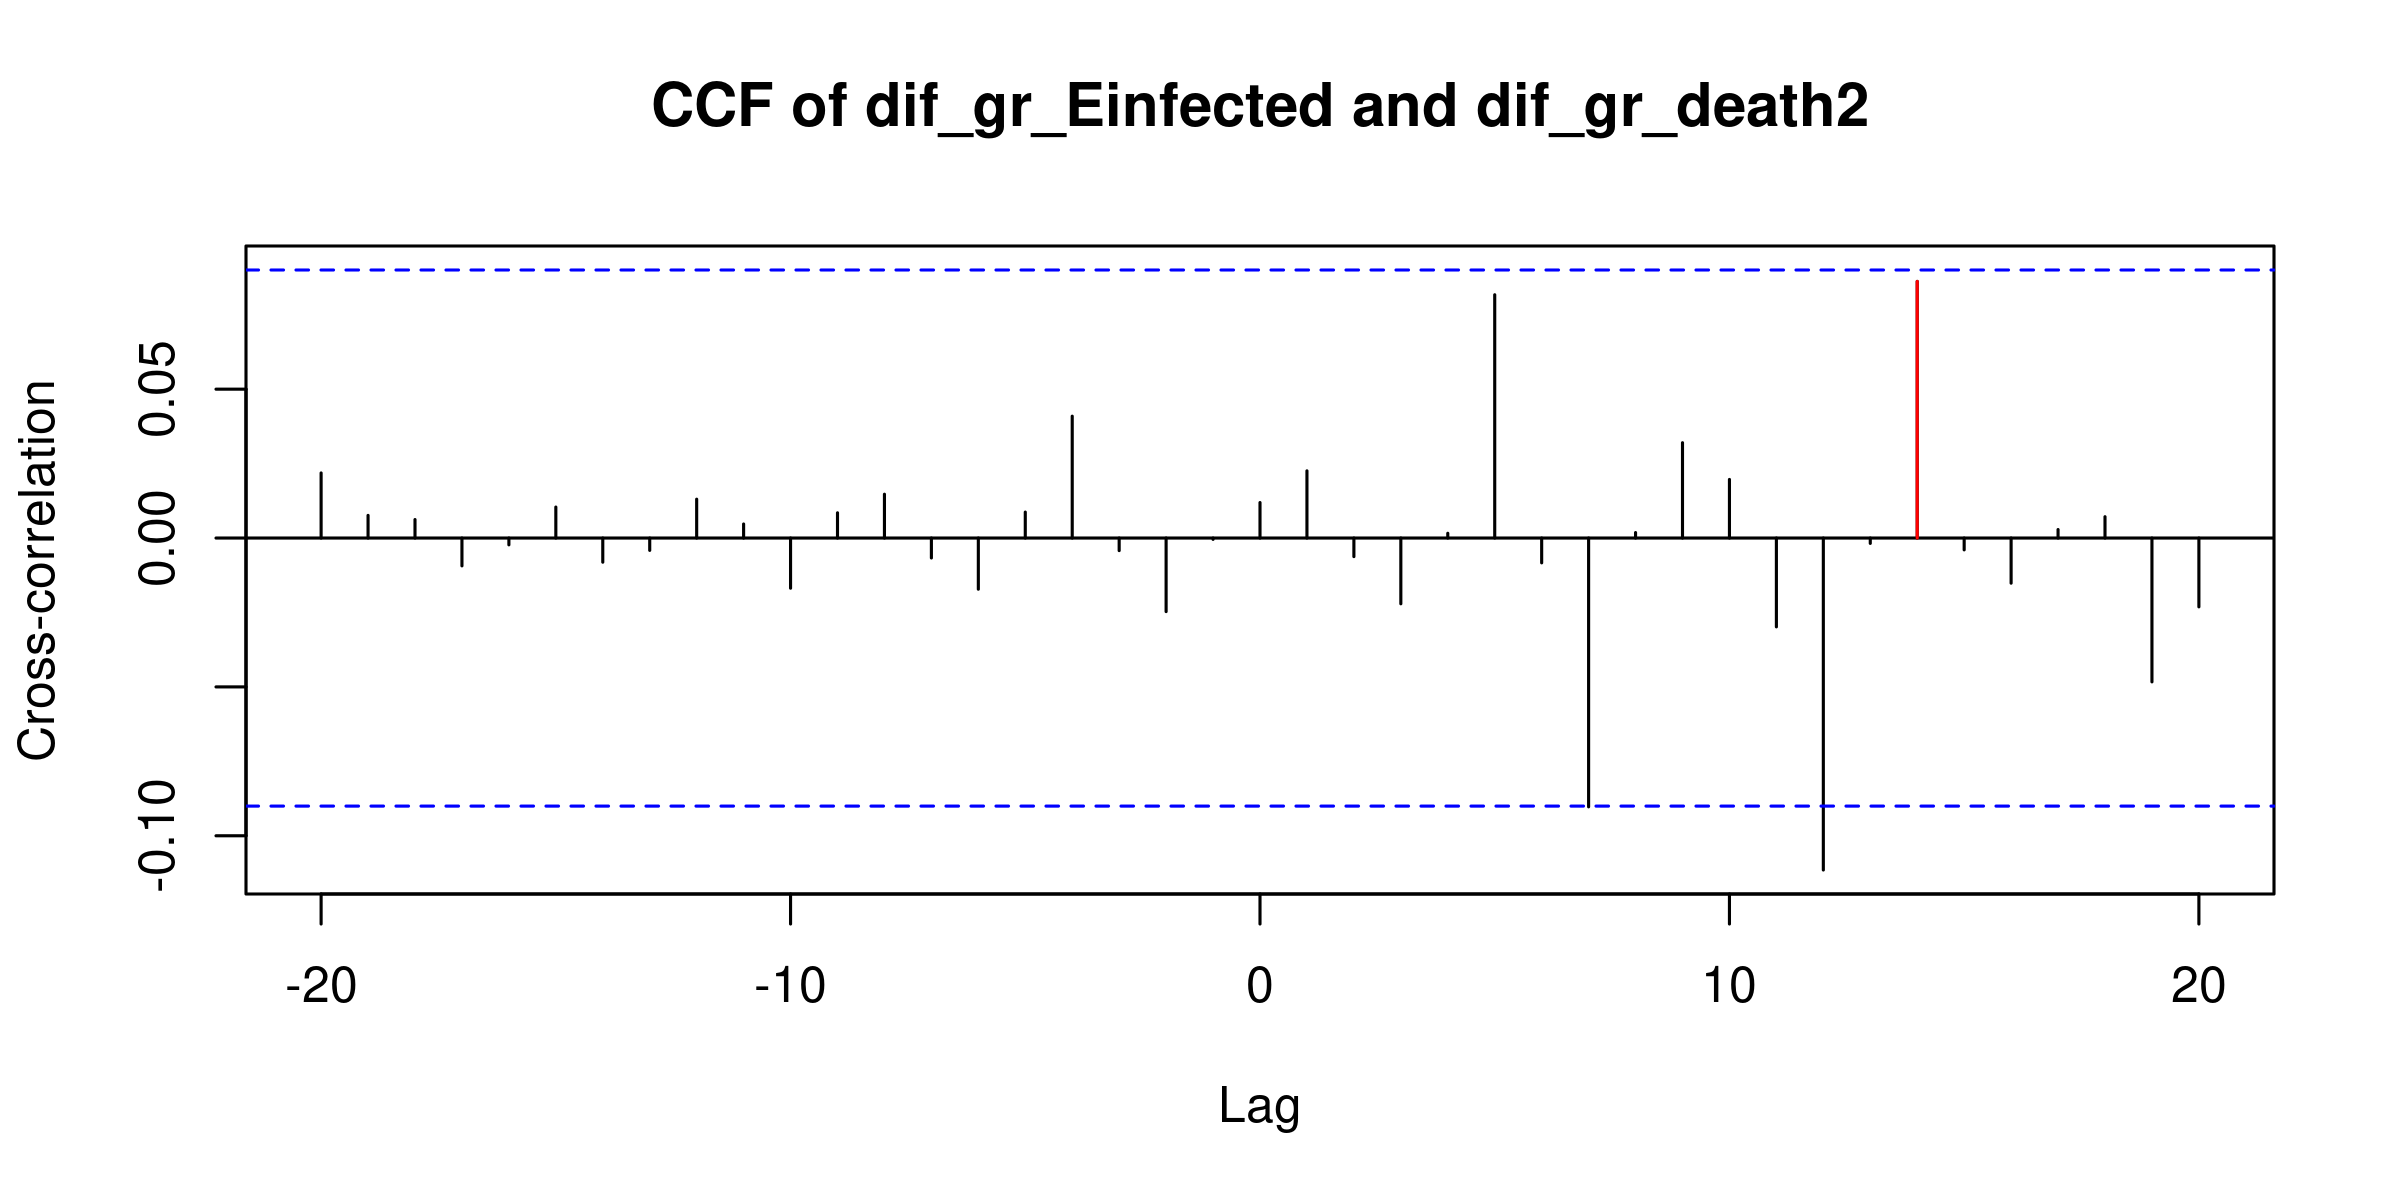 CCF of dif_gr_Einfected and dif_gr_death2
Cross-correlation
0.05
0.00
-0.10
-20
-10
0
10
20
Lag